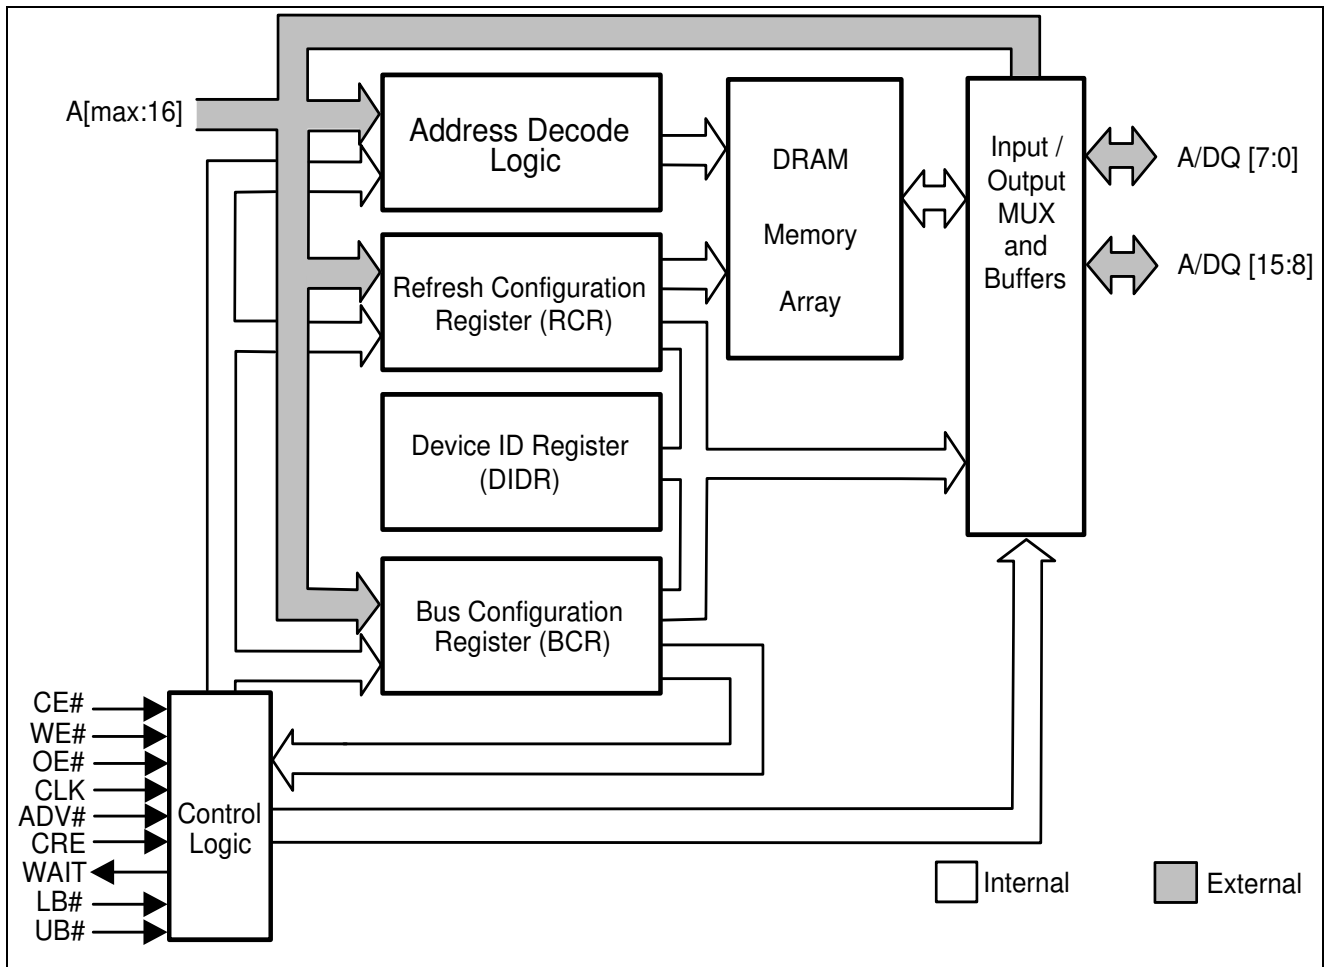 A[max:16]
Address Decode
Logic
DRAM
Memory
Array
Input /
Output
MUX
and
Buffers
A/DQ [7:0]
A/DQ [15:8]
Refresh Configuration
Register (RCR)
Device ID Register
(DIDR)
Bus Configuration
Register (BCR)
CE#
WE#
OE#
CLK
ADV#
CRE
WAIT
LB#
UB#
Control
Logic
Internal
External